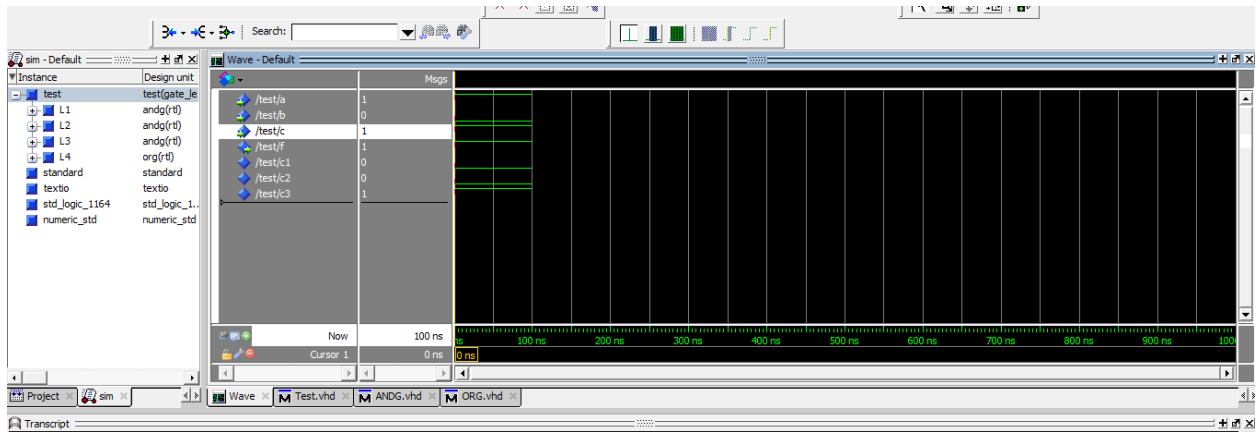 Search:
sim - Default
Instance Design unit
test test(gate_le
L1 andg(rtl)
L2 andg(rtl)
L3 andg(rtl)
L4 org(rtl)
standard standard
textio textio
std_logic_1164 std_logic_1..
numeric_std numeric_std
Wave - Default
Msgs
/test/a 1
/test/b 0
/test/c 1
/test/f 1
/test/c1 0
/test/c2 0
/test/c3 1
Now 100 ns
Cursor 1 0 ns
ns 100 ns 200 ns 300 ns 400 ns 500 ns 600 ns 700 ns 800 ns 900 ns 100
0 ns
Project sim
Wave Test.vhd ANDG.vhd ORG.vhd
Transcript